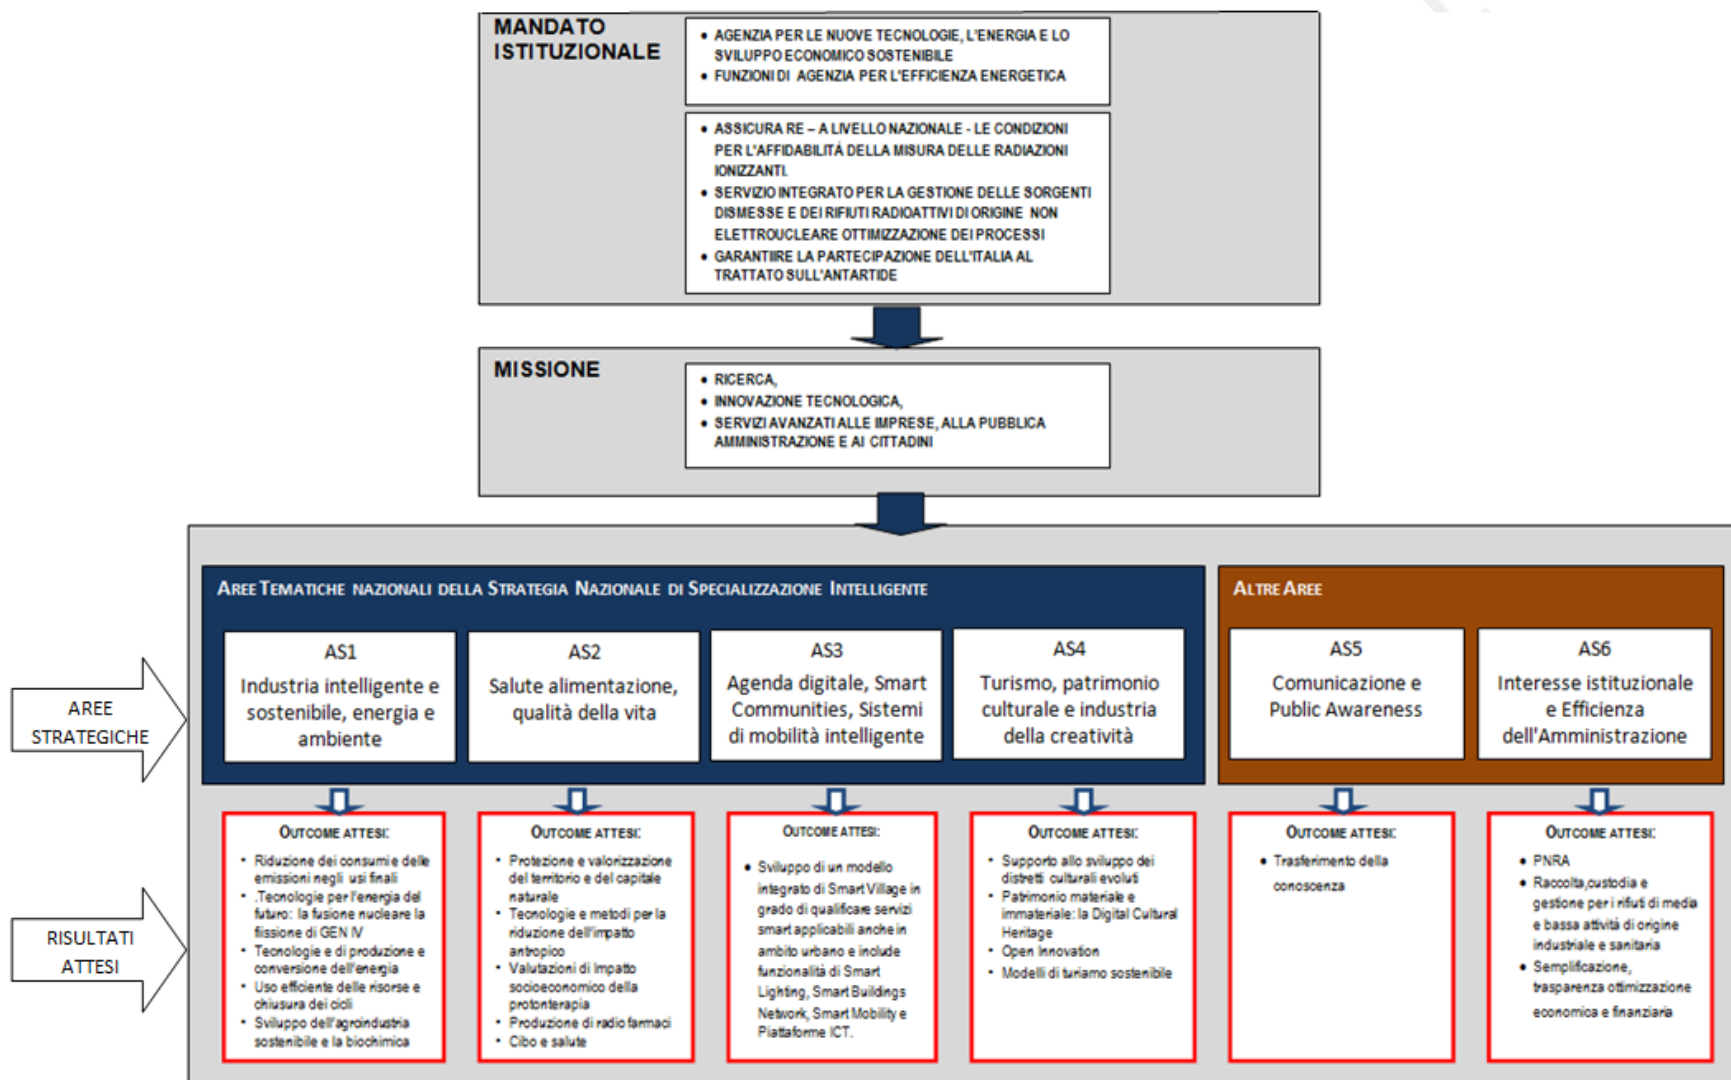 MANDATO
ISTITUZIONALE
• AGENZIA PER LE NUOVE TECNOLOGIE, L'ENERGIA E LO
SVILUPPO ECONOMICO SOSTENIBILE
• FUNZIONI DI AGENZIA PER L'EFFICIENZA ENERGETICA
• ASSICURA RE – A LIVELLO NAZIONALE - LE CONDIZIONI
PER L'AFFIDABILITÀ DELLA MISURA DELLE RADIAZIONI
IONIZZANTI.
• SERVIZIO INTEGRATO PER LA GESTIONE DELLE SORGENTI
DISMESSE E DEI RIFIUTI RADIOATTIVI DI ORIGINE NON
ELETTROUCLEARE OTTIMIZZAZIONE DEI PROCESSI
• GARANTIIRE LA PARTECIPAZIONE DELL'ITALIA AL
TRATTATO SULL'ANTARTIDE
MISSIONE
• RICERCA,
• INNOVAZIONE TECNOLOGICA,
• SERVIZI AVANZATI ALLE IMPRESE, ALLA PUBBLICA
AMMINISTRAZIONE E AI CITTADINI
AREE TEMATICHE NAZIONALI DELLA STRATEGIA NAZIONALE DI SPECIALIZZAZIONE INTELLIGENTE
ALTRE AREE
AREE
STRATEGICHE
AS1
Industria intelligente e
sostenibile, energia e
ambiente
AS2
Salute alimentazione,
qualità della vita
AS3
Agenda digitale, Smart
Communities, Sistemi
di mobilità intelligente
AS4
Turismo, patrimonio
culturale e industria
della creatività
AS5
Comunicazione e
Public Awareness
AS6
Interesse istituzionale
e Efficienza
dell'Amministrazione
RISULTATI
ATTESI
OUTCOME ATTESI:
• Riduzione dei consumi e delle
emissioni negli usi finali
• .Tecnologie per l'energia del
futuro: la fusione nucleare la
fiissione di GEN IV
• Tecnologie e di produzione e
conversione dell'energia
• Uso efficiente delle risorse e
chiusura dei cicli
• Sviluppo dell'agroindustria
sostenibile e la biochimica
OUTCOME ATTESI:
• Protezione e valorizzazione
del territorio e del capitale
naturale
• Tecnologie e metodi per la
riduzione dell'impatto
antropico
• Valutazioni di Impatto
socioeconomico della
protonterapia
• Produzione di radio farmaci
• Cibo e salute
OUTCOME ATTESI:
• Sviluppo di un modello
integrato di Smart Village in
grado di qualificare servizi
smart applicabili anche in
ambito urbano e include
funzionalità di Smart
Lighting, Smart Buildings
Network, Smart Mobility e
Piattaforme ICT.
OUTCOME ATTESI:
• Supporto allo sviluppo dei
distretti culturali evoluti
• Patrimonio materiale e
immateriale: la Digital Cultural
Heritage
• Open Innovation
• Modelli di turiamo sostenibile
OUTCOME ATTESI:
• Trasferimento della
conoscenza
OUTCOME ATTESI:
• PNRA
• Raccolta,custodia e
gestione per i rifuti di media
e bassa attività di origine
industriale e sanitaria
• Semplificazione,
trasparenza ottimizzazione
economica e finanziaria